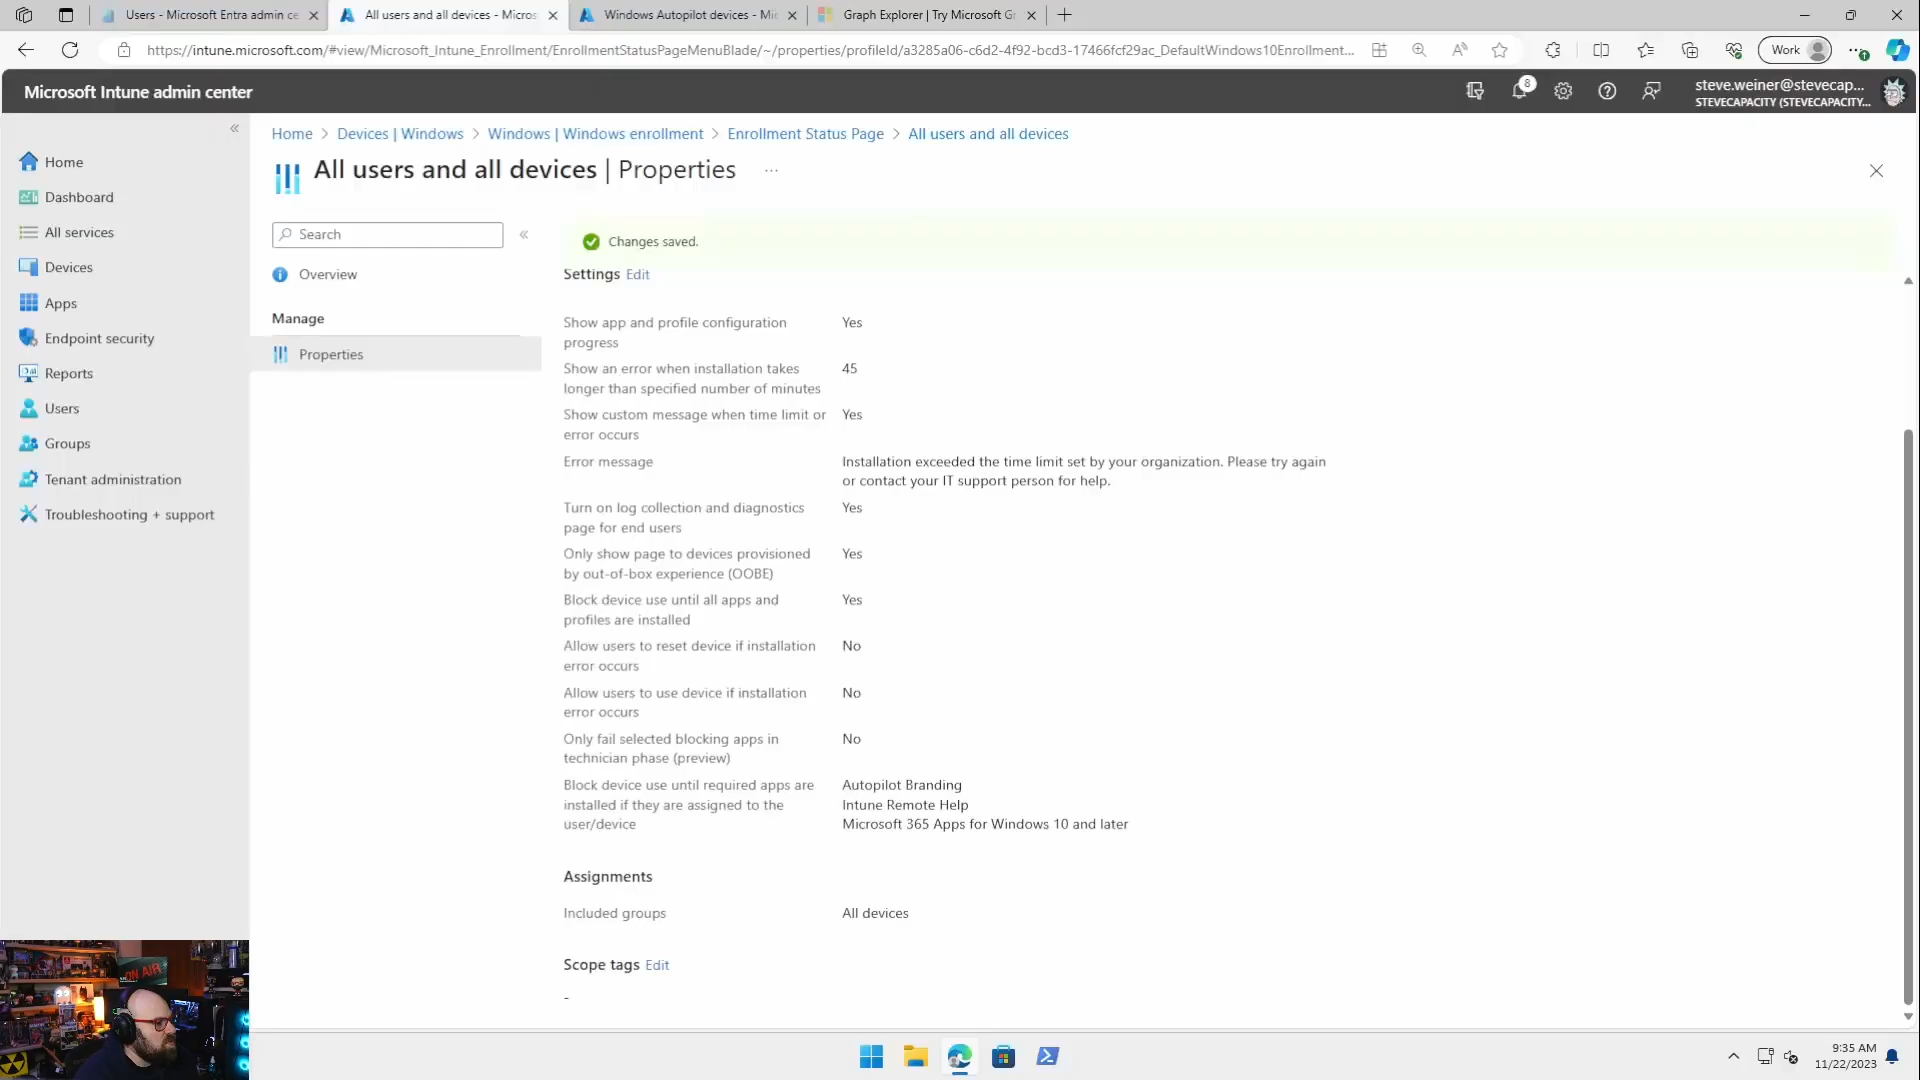 Users - Microsoft Entra admin ce
All users and all devices - Micros
Windows Autopilot devices - Mic
Graph Explorer | Try Microsoft Gr
https://intune.microsoft.com/#view/Microsoft_Intune_Enrollment/EnrollmentStatusPageMenuBlade/~/properties/profileId/a3285a06-c6d2-4f92-bcd3-17466fcf29ac_DefaultWindows10Enrollment...
Work
Microsoft Intune admin center
8
steve.weiner@stevecap...
STEVECAPACITY (STEVECAPACITY....
Home
Dashboard
All services
Devices
Apps
Endpoint security
Reports
Users
Groups
Tenant administration
Troubleshooting + support
Home > Devices | Windows > Windows | Windows enrollment > Enrollment Status Page > All users and all devices
All users and all devices | Properties ...
Search
Overview
Manage
Properties
Changes saved.
Settings Edit
Show app and profile configuration
progress
Yes
Show an error when installation takes
longer than specified number of minutes
45
Show custom message when time limit or
error occurs
Yes
Error message
Installation exceeded the time limit set by your organization. Please try again
or contact your IT support person for help.
Turn on log collection and diagnostics
page for end users
Yes
Only show page to devices provisioned
by out-of-box experience (OOBE)
Yes
Block device use until all apps and
profiles are installed
Yes
Allow users to reset device if installation
error occurs
No
Allow users to use device if installation
error occurs
No
Only fail selected blocking apps in
technician phase (preview)
No
Block device use until required apps are
installed if they are assigned to the
user/device
Autopilot Branding
Intune Remote Help
Microsoft 365 Apps for Windows 10 and later
Assignments
Included groups
All devices
Scope tags Edit
-
ON AIR
9:35 AM
11/22/2023